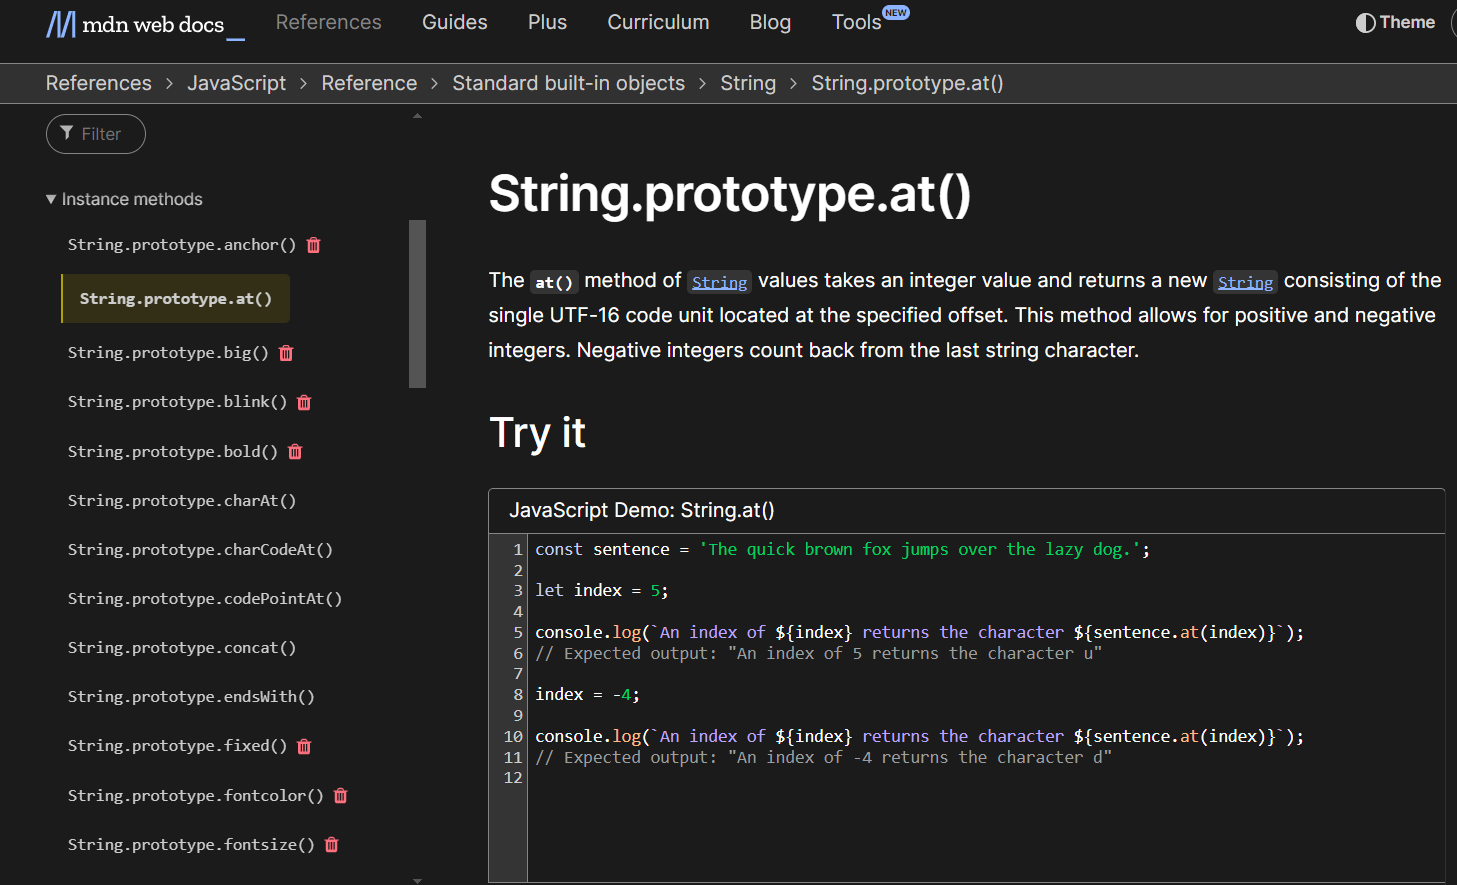 mdn web docs_ References Guides Plus Curriculum Blog Tools NEW Theme
References > JavaScript > Reference > Standard built-in objects > String > String.prototype.at()
Filter
Instance methods
String.prototype.anchor()
String.prototype.at()
String.prototype.big()
String.prototype.blink()
String.prototype.bold()
String.prototype.charAt()
String.prototype.charCodeAt()
String.prototype.codePointAt()
String.prototype.concat()
String.prototype.endsWith()
String.prototype.fixed()
String.prototype.fontcolor()
String.prototype.fontsize()
String.prototype.at()
The at() method of String values takes an integer value and returns a new String consisting of the
single UTF-16 code unit located at the specified offset. This method allows for positive and negative
integers. Negative integers count back from the last string character.
Try it
JavaScript Demo: String.at()
1 const sentence = 'The quick brown fox jumps over the lazy dog.';
2
3 let index = 5;
4
5 console.log(`An index of ${index} returns the character ${sentence.at(index)}`);
6 // Expected output: "An index of 5 returns the character u"
7
8 index = -4;
9
10 console.log(`An index of ${index} returns the character ${sentence.at(index)}`);
11 // Expected output: "An index of -4 returns the character d"
12